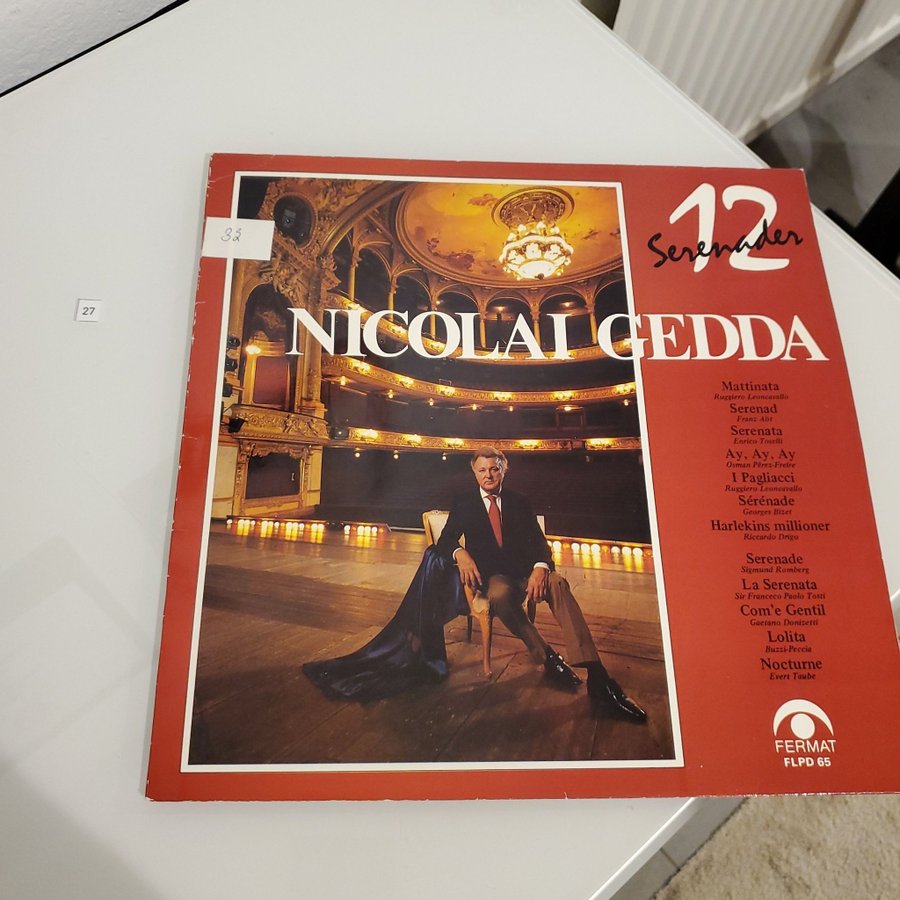 12
Serenader
32
27
NICOLAI GEDDA
Mattinata
Ruggiero Leoncavallo
Serenad
Franz Abt
Serenata
Enrico Toselli
Ay, Ay, Ay
Osman Pérez-Freire
I Pagliacci
Ruggiero Leoncavallo
Sérénade
Georges Bizet
Harlekins millioner
Riccardo Drigo
Serenade
Sigmund Romberg
La Serenata
Sir Franceco Paolo Tosti
Com'e Gentil
Gaetano Donizetti
Lolita
Buzzi-Peccia
Nocturne
Evert Taube
FERMAT
FLPD 65